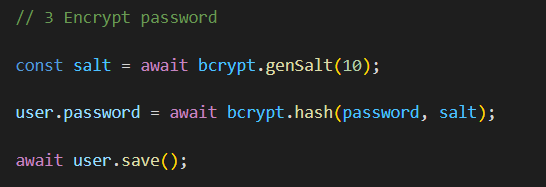 // 3 Encrypt password
const salt = await bcrypt.genSalt(10);
user.password = await bcrypt.hash(password, salt);
await user.save();